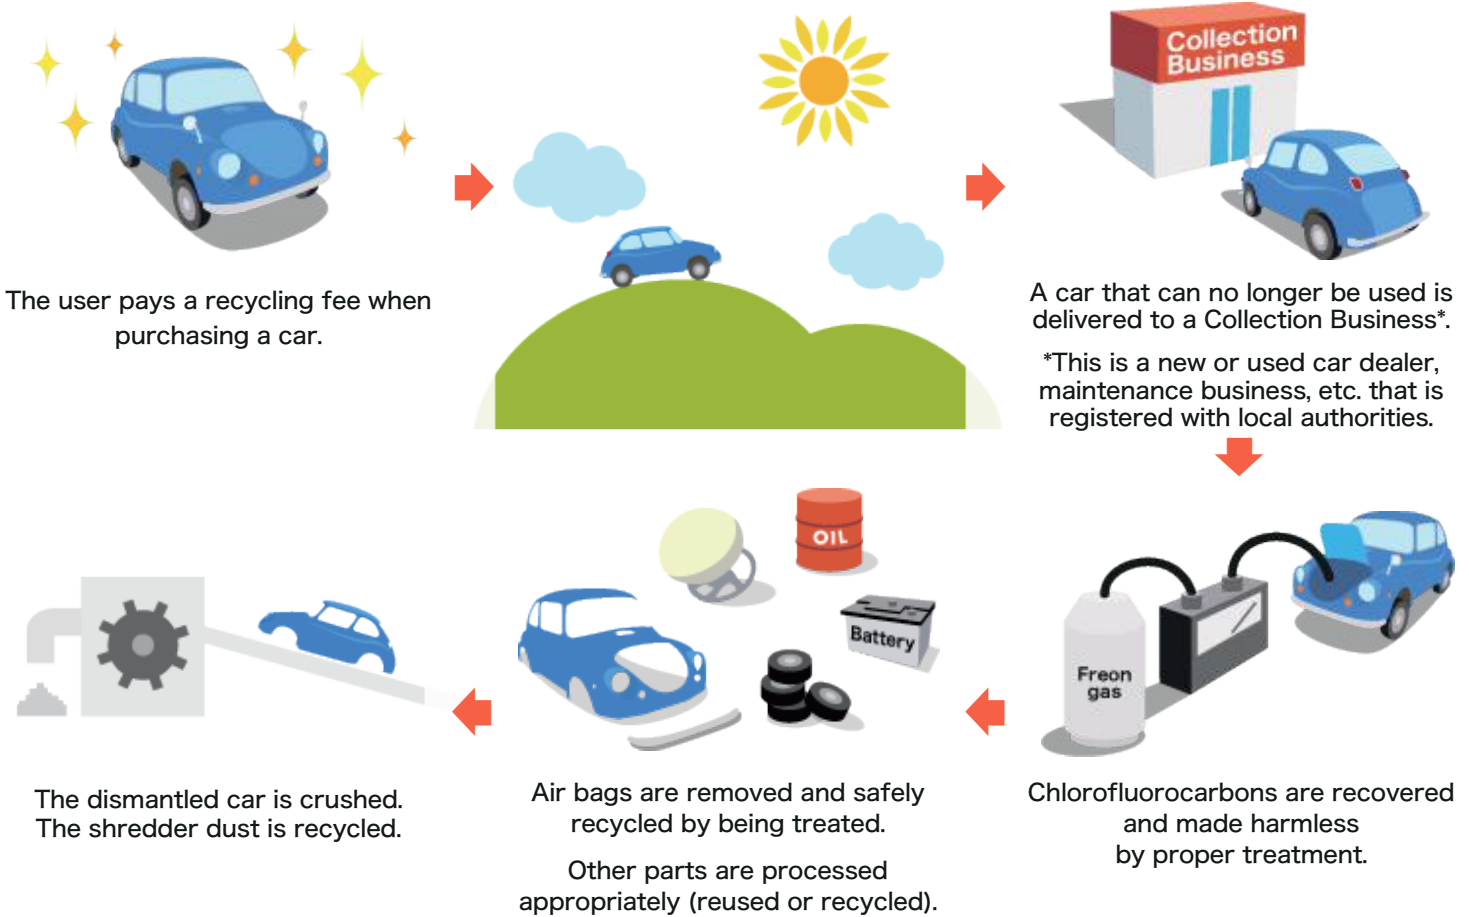 The user pays a recycling fee when
purchasing a car.
Collection
Business
A car that can no longer be used is
delivered to a Collection Business*.
*This is a new or used car dealer,
maintenance business, etc. that is
registered with local authorities.
Freon
gas
Chlorofluorocarbons are recovered
and made harmless
by proper treatment.
OIL
Battery
Air bags are removed and safely
recycled by being treated.
Other parts are processed
appropriately (reused or recycled).
The dismantled car is crushed.
The shredder dust is recycled.